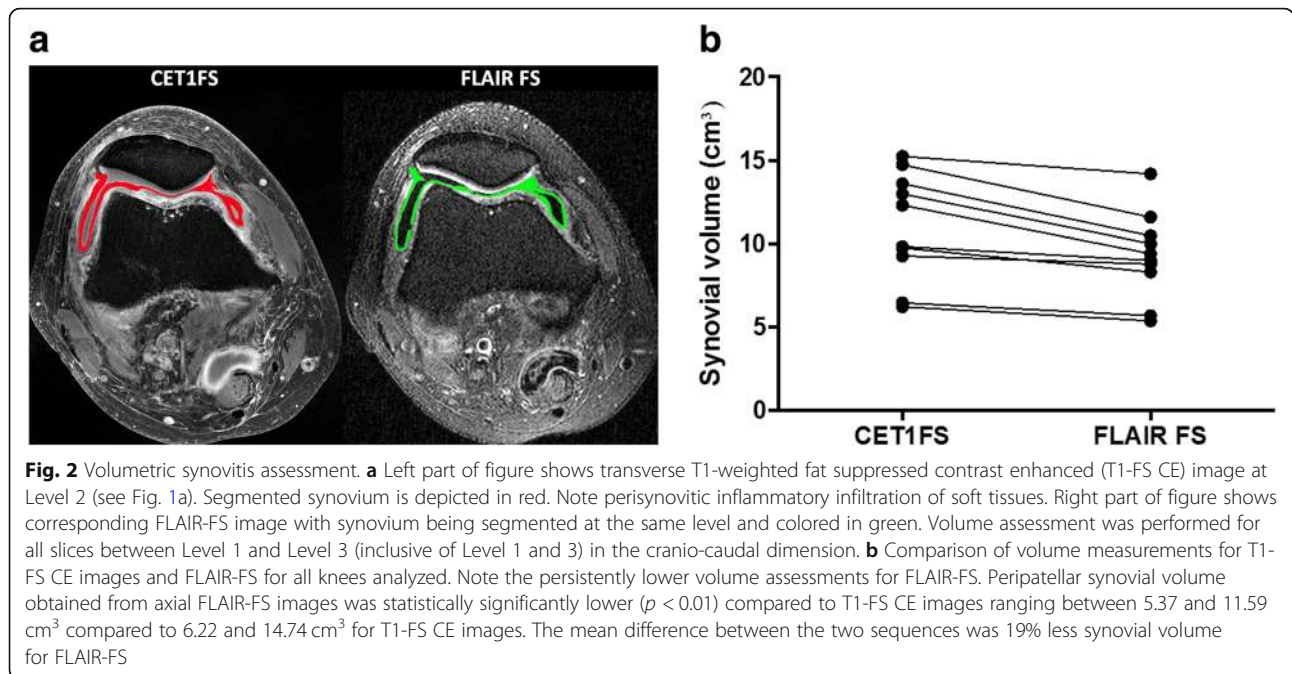 a
CET1FS
FLAIR FS
b
Synovial volume (cm³)
20
15
10
5
0
CET1FS
FLAIR FS
Fig. 2 Volumetric synovitis assessment. a Left part of figure shows transverse T1-weighted fat suppressed contrast enhanced (T1-FS CE) image at
Level 2 (see Fig. 1a). Segmented synovium is depicted in red. Note perisynovitic inflammatory infiltration of soft tissues. Right part of figure shows
corresponding FLAIR-FS image with synovium being segmented at the same level and colored in green. Volume assessment was performed for
all slices between Level 1 and Level 3 (inclusive of Level 1 and 3) in the cranio-caudal dimension. b Comparison of volume measurements for T1-
FS CE images and FLAIR-FS for all knees analyzed. Note the persistently lower volume assessments for FLAIR-FS. Peripatellar synovial volume
obtained from axial FLAIR-FS images was statistically significantly lower (p < 0.01) compared to T1-FS CE images ranging between 5.37 and 11.59
cm³ compared to 6.22 and 14.74 cm³ for T1-FS CE images. The mean difference between the two sequences was 19% less synovial volume
for FLAIR-FS